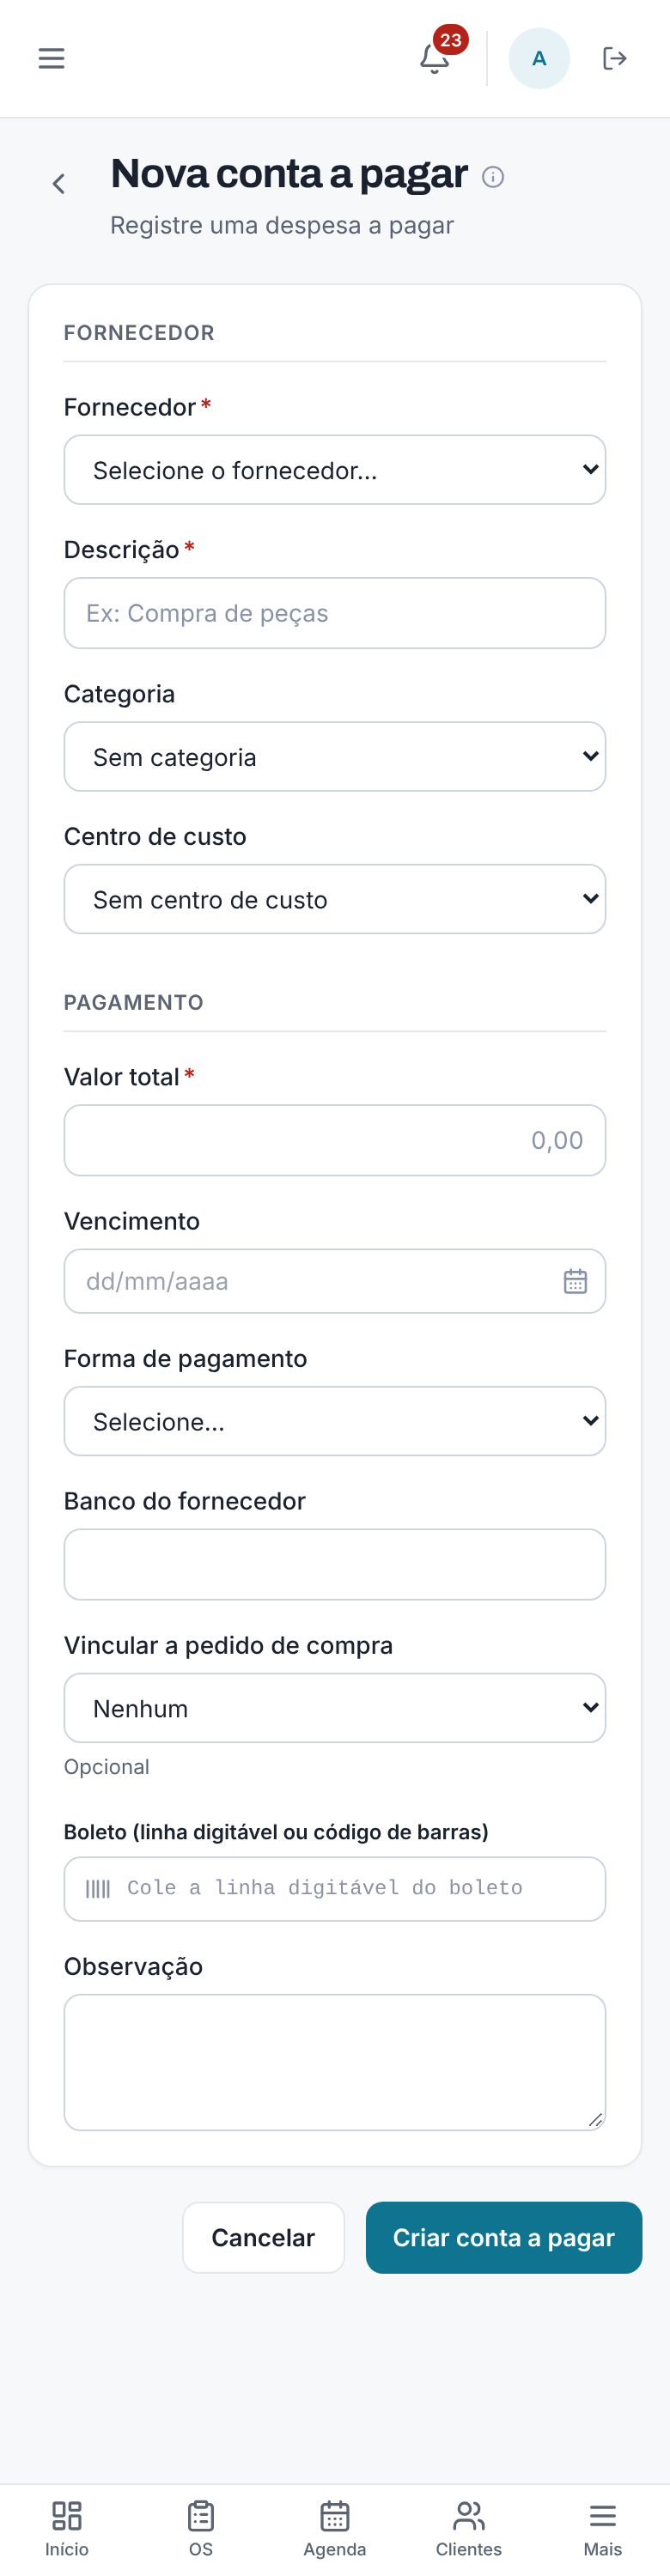 23
A
Nova conta a pagar
Registre uma despesa a pagar
FORNECEDOR
Fornecedor *
Selecione o fornecedor...
Descrição *
Ex: Compra de peças
Categoria
Sem categoria
Centro de custo
Sem centro de custo
PAGAMENTO
Valor total *
0,00
Vencimento
dd/mm/aaaa
Forma de pagamento
Selecione...
Banco do fornecedor
Vincular a pedido de compra
Nenhum
Opcional
Boleto (linha digitável ou código de barras)
Cole a linha digitável do boleto
Observação
Cancelar
Criar conta a pagar
Início
OS
Agenda
Clientes
Mais